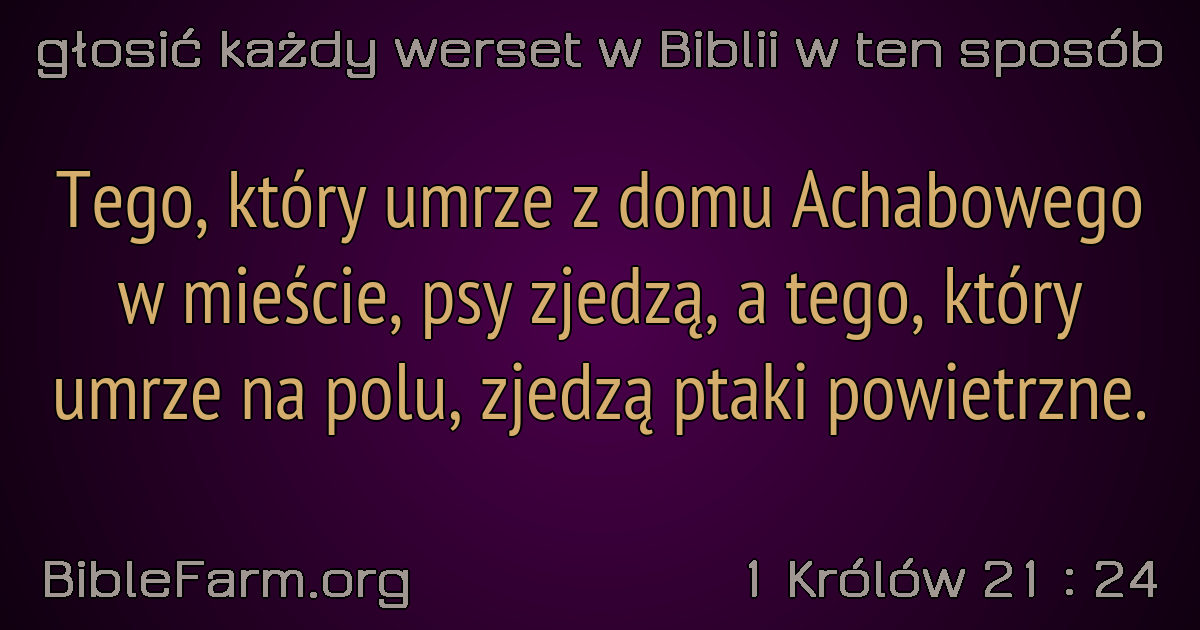 głosić każdy werset w Biblii w ten sposób
Tego, który umrze z domu Achabowego
w mieście, psy zjedzą, a tego, który
umrze na polu, zjedzą ptaki powietrzne.
BibleFarm.org
1 Królów 21 : 24